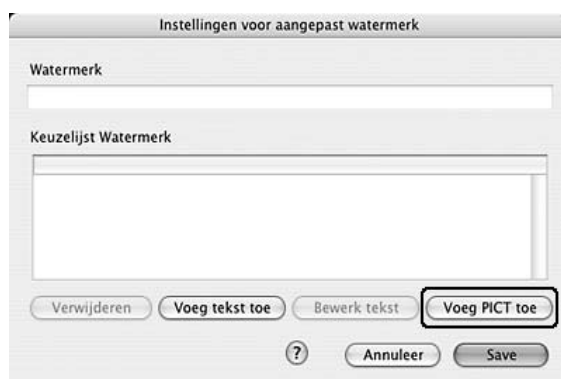 Instellingen voor aangepast watermerk
Watermerk
Keuzelijst Watermerk
Verwijderen Voeg tekst toe Bewerk tekst Voeg PICT toe
? Annuleer Save